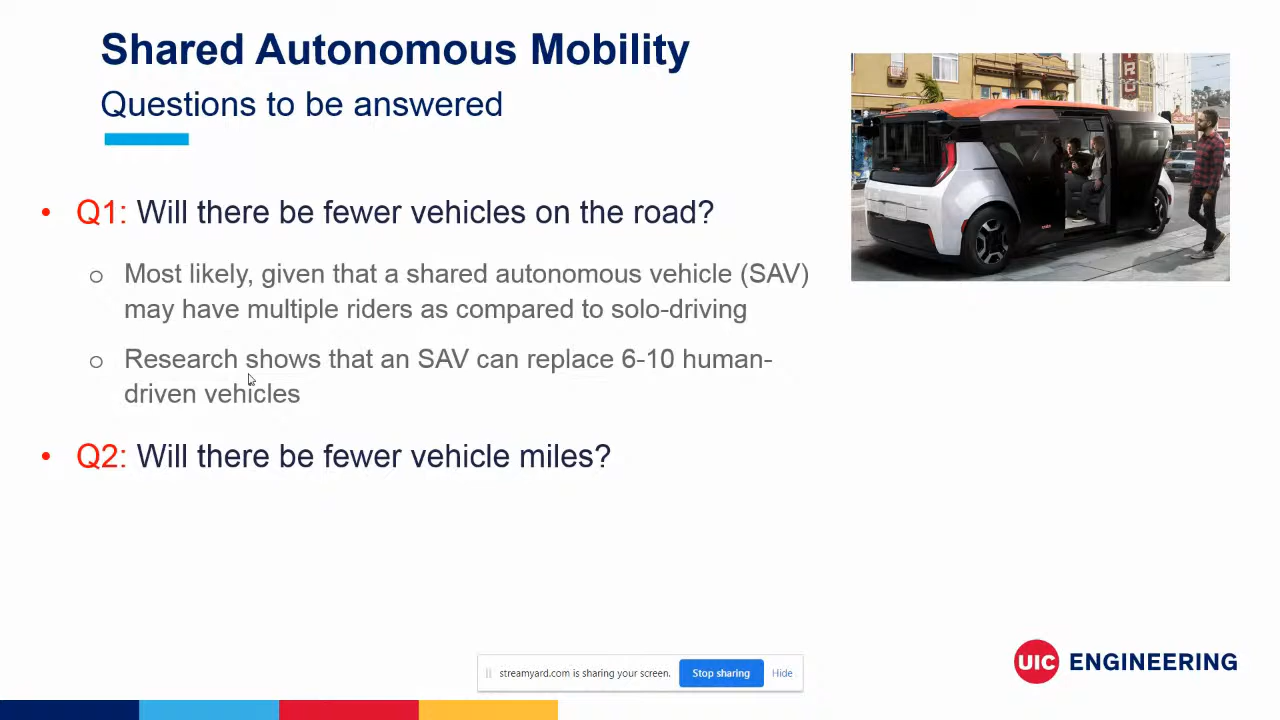 Shared Autonomous Mobility
Questions to be answered
• Q1: Will there be fewer vehicles on the road?
o Most likely, given that a shared autonomous vehicle (SAV)
may have multiple riders as compared to solo-driving
o Research shows that an SAV can replace 6-10 human-
driven vehicles
• Q2: Will there be fewer vehicle miles?
streamyard.com is sharing your screen. Stop sharing Hide
UIC ENGINEERING